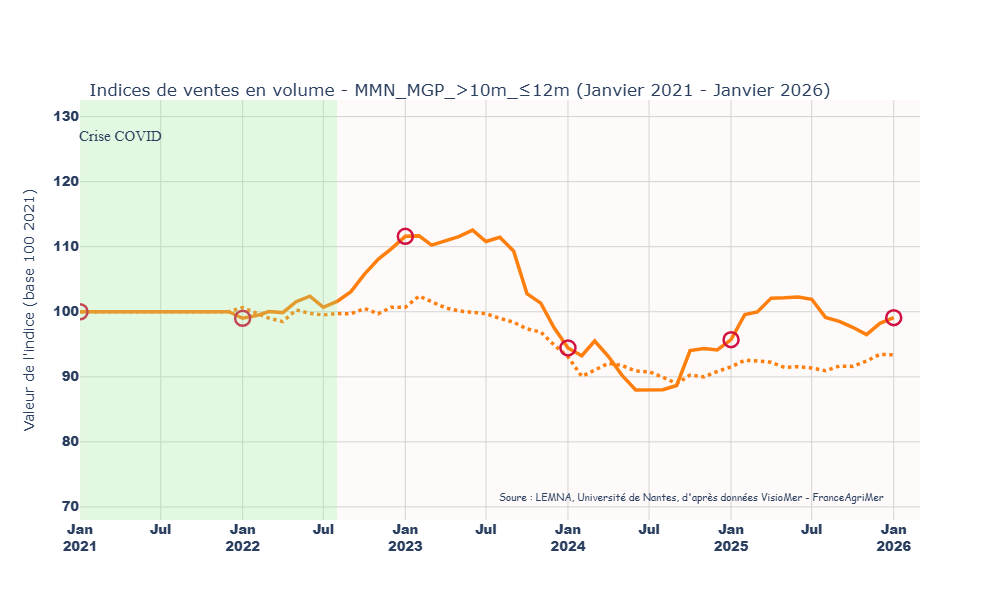 Indices de ventes en volume - MMN_MGP_>10m_≤12m (Janvier 2021 - Janvier 2026)
130
Crise COVID
120
110
100
90
80
70
Valeur de l'indice (base 100 2021)
Soure : LEMNA, Université de Nantes, d'après données VisioMer - FranceAgriMer
Jan Jul Jan Jul Jan Jul Jan Jul Jan Jul Jan
2021 2022 2023 2024 2025 2026